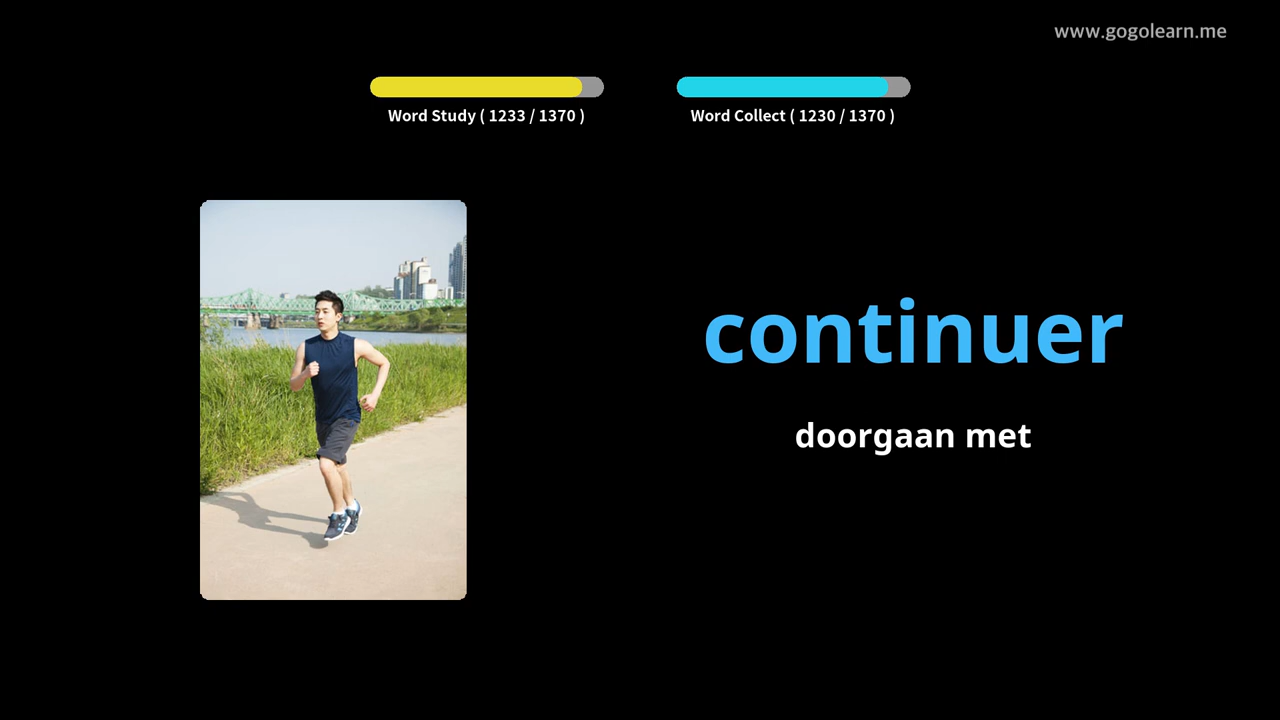 www.gogolearn.me
Word Study ( 1233 / 1370 )
Word Collect ( 1230 / 1370 )
continuer
doorgaan met